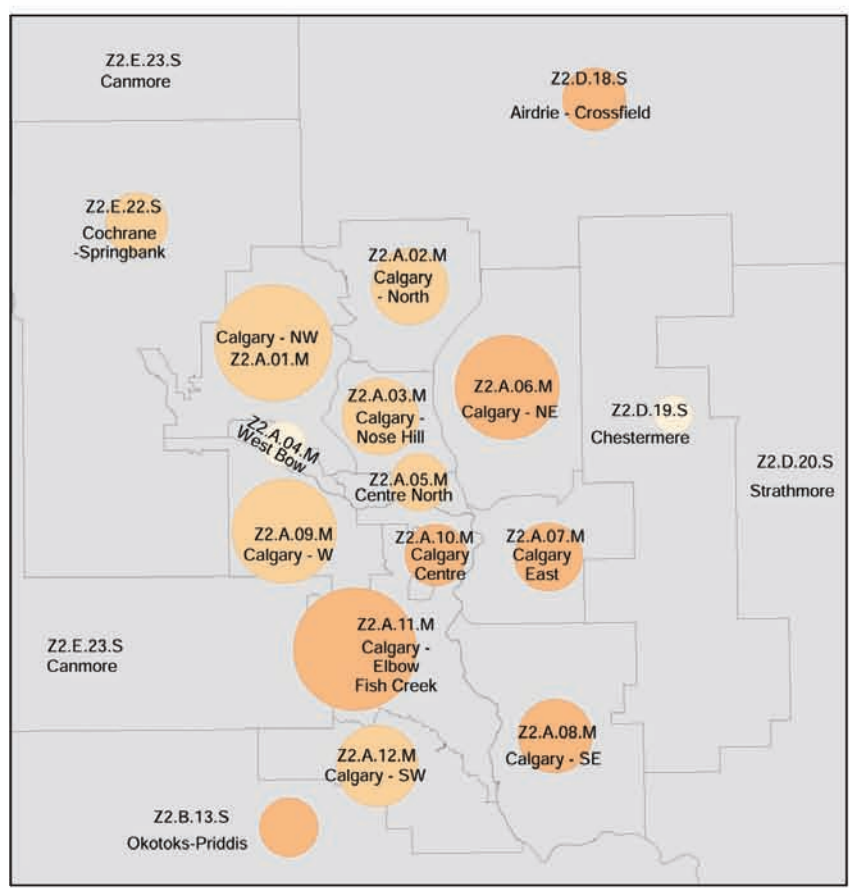 Z2.E.23.S
Canmore
Z2.D.18.S
Airdrie - Crossfield
Z2.E.22.S
Cochrane
-Springbank
Z2.A.02.M
Calgary
- North
Calgary - NW
Z2.A.01.M
Z2.A.03.M
Calgary -
Nose Hill
Z2.A.06.M
Calgary - NE
Z2.D.19.S
Chestermere
Z2.A.04.M
West Bow
Z2.A.05.M
Centre North
Z2.D.20.S
Strathmore
Z2.A.09.M
Calgary - W
Z2.A.10.M
Calgary
Centre
Z2.A.07.M
Calgary
East
Z2.A.11.M
Calgary -
Elbow
Fish Creek
Z2.E.23.S
Canmore
Z2.A.12.M
Calgary - SW
Z2.A.08.M
Calgary - SE
Z2.B.13.S
Okotoks-Priddis